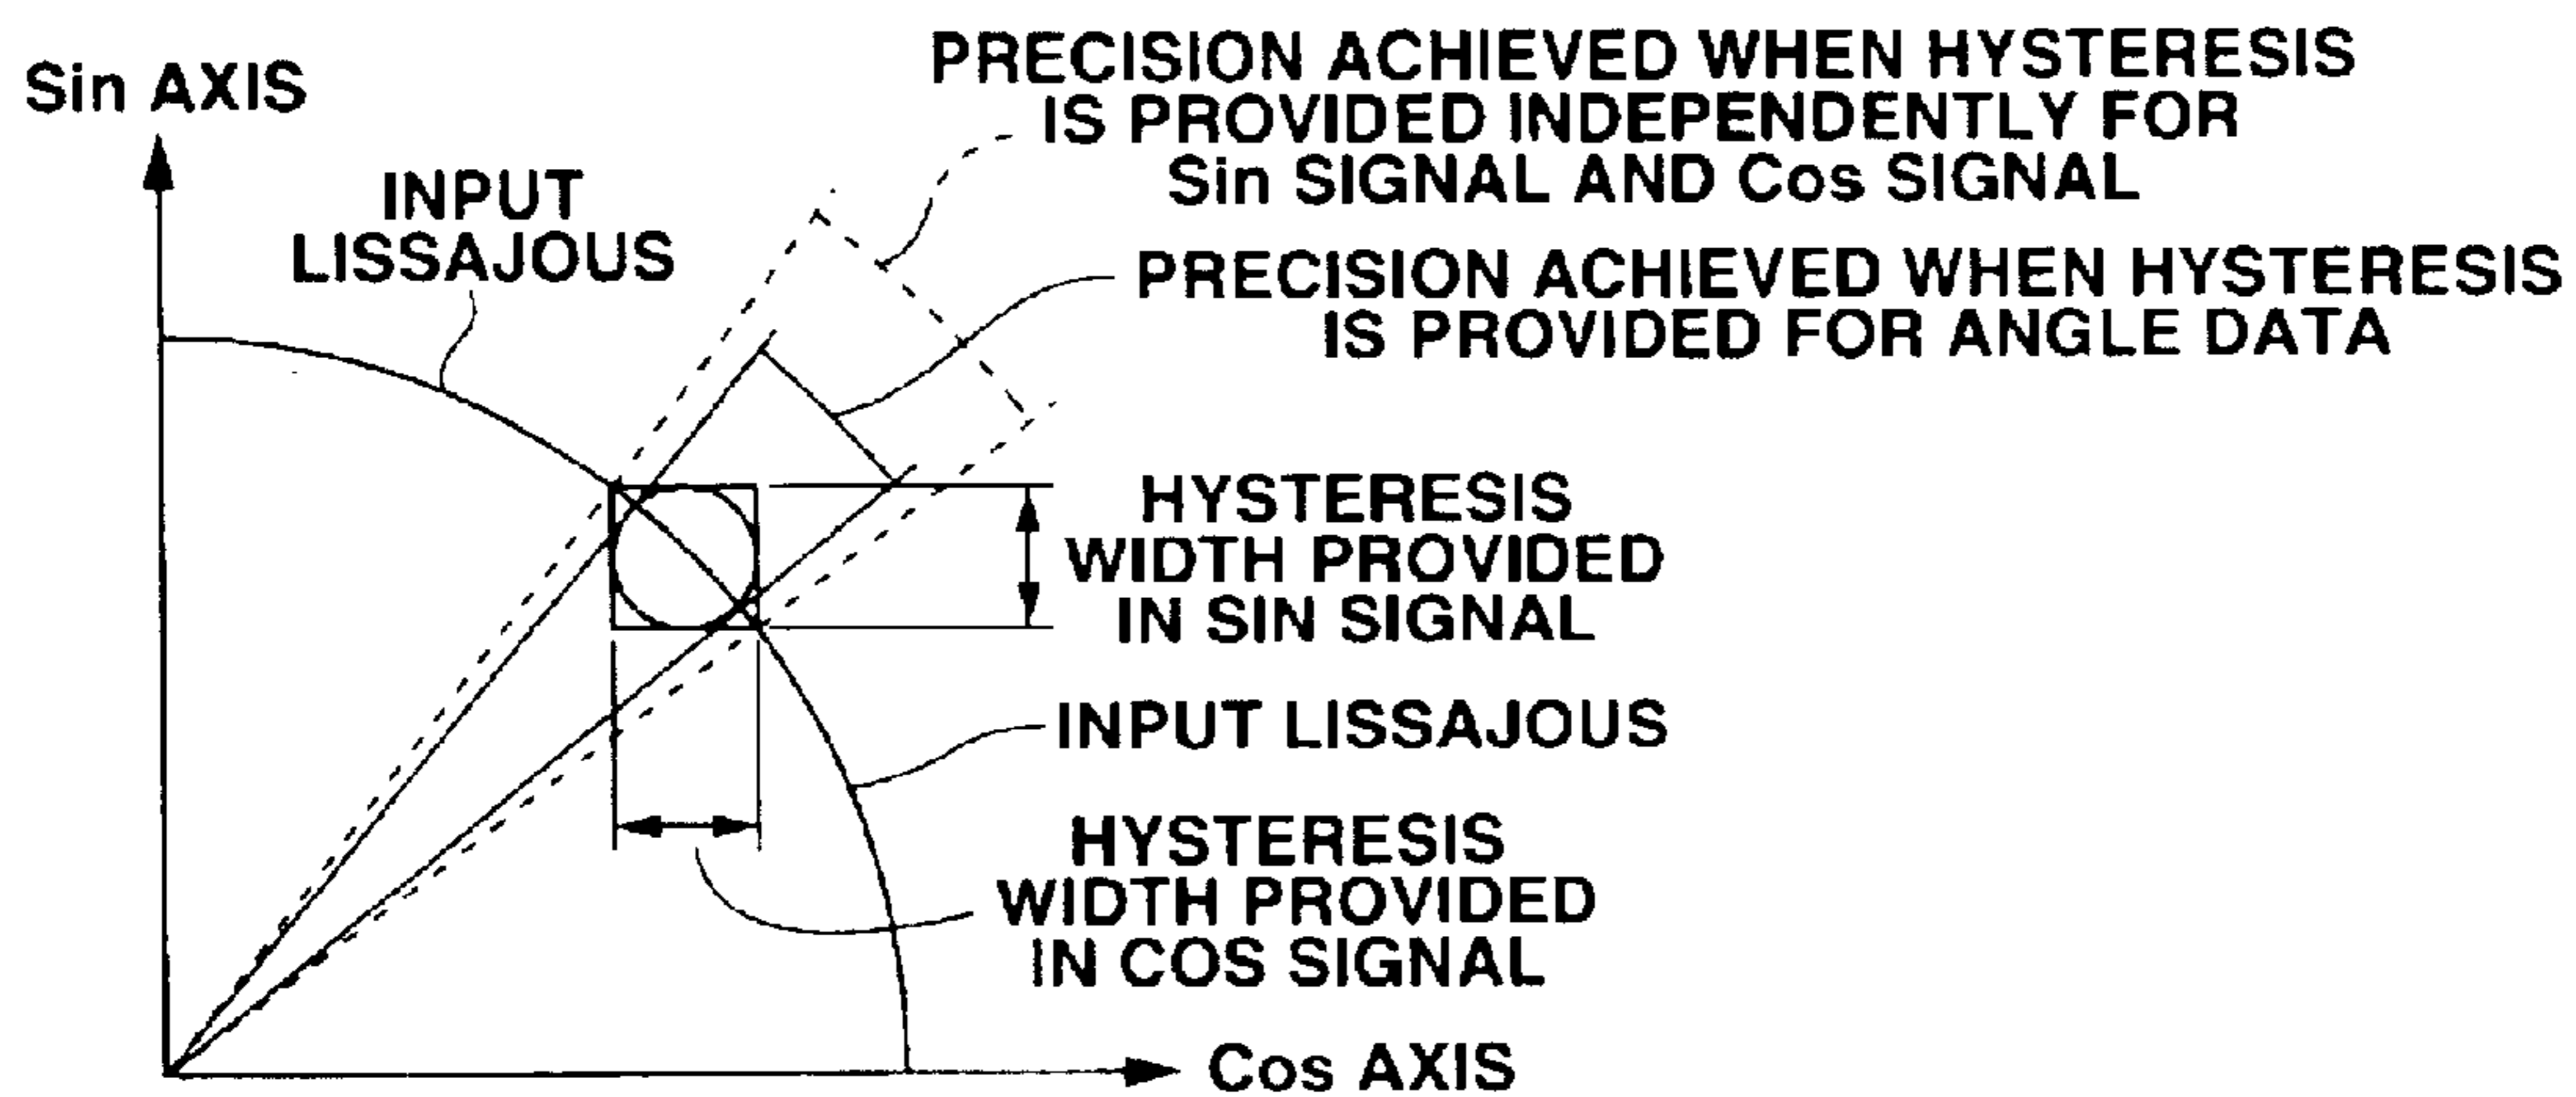 PRECISION ACHIEVED WHEN HYSTERESIS
IS PROVIDED INDEPENDENTLY FOR
Sin SIGNAL AND Cos SIGNAL
Sin AXIS
INPUT
LISSAJOUS
PRECISION ACHIEVED WHEN HYSTERESIS
IS PROVIDED FOR ANGLE DATA
HYSTERESIS
WIDTH PROVIDED
IN SIN SIGNAL
INPUT LISSAJOUS
HYSTERESIS
WIDTH PROVIDED
IN COS SIGNAL
Cos AXIS